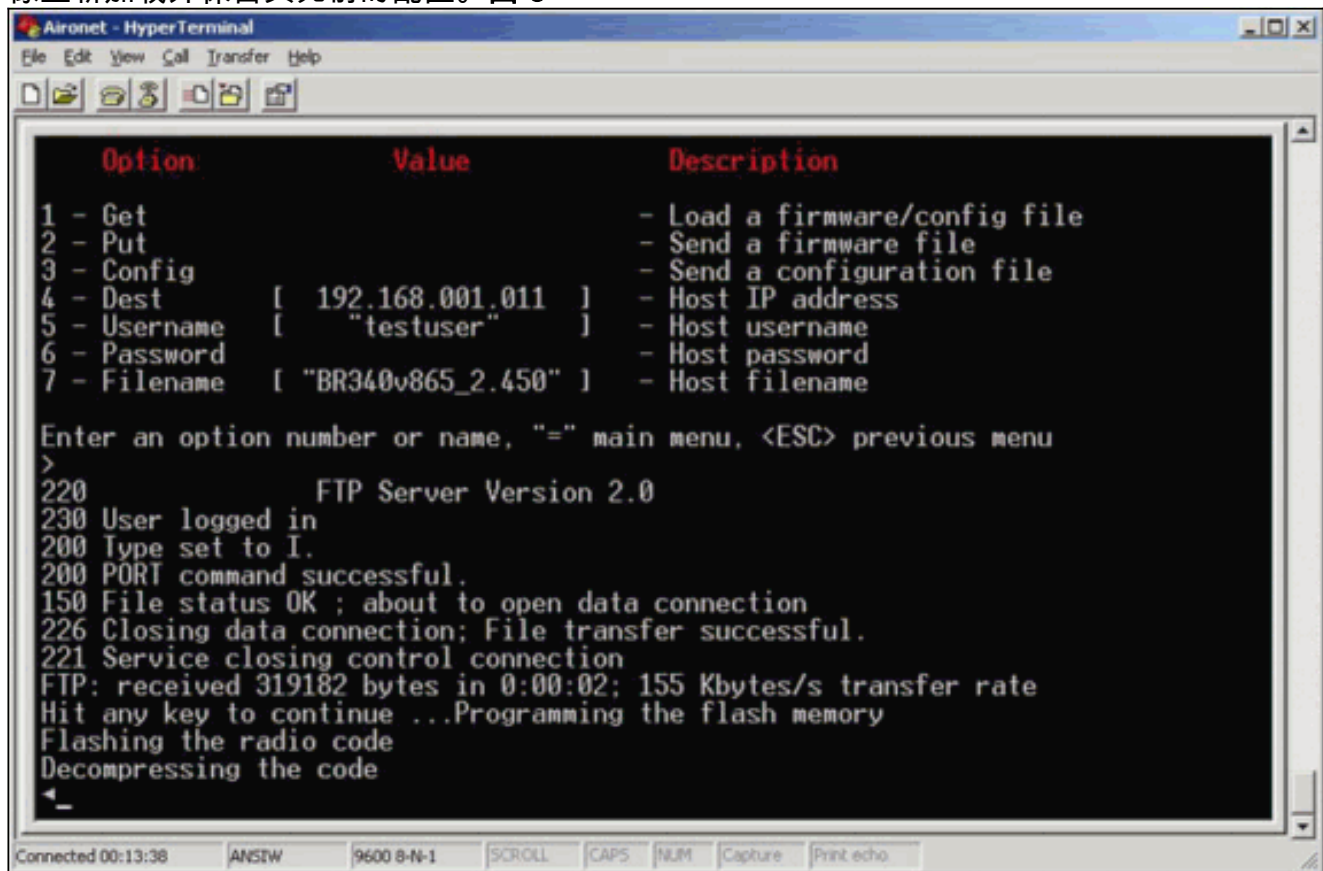 Aironet - HyperTerminal
File Edit View Call Transfer Help
Option Value Description
1 - Get - Load a firmware/config file
2 - Put - Send a firmware file
3 - Config - Send a configuration file
4 - Dest [ 192.168.001.011 ] - Host IP address
5 - Username [ "testuser" ] - Host username
6 - Password - Host password
7 - Filename [ "BR340v865_2.450" ] - Host filename
Enter an option number or name, "=" main menu, <ESC> previous menu
>
220 FTP Server Version 2.0
230 User logged in
200 Type set to I.
200 PORT command successful.
150 File status OK ; about to open data connection
226 Closing data connection; File transfer successful.
221 Service closing control connection
FTP: received 319182 bytes in 0:00:02; 155 Kbytes/s transfer rate
Hit any key to continue ...Programming the flash memory
Flashing the radio code
Decompressing the code
◄_
Connected 00:13:38 ANSIW 9600 8-N-1 SCROLL CAPS NUM Capture Print echo